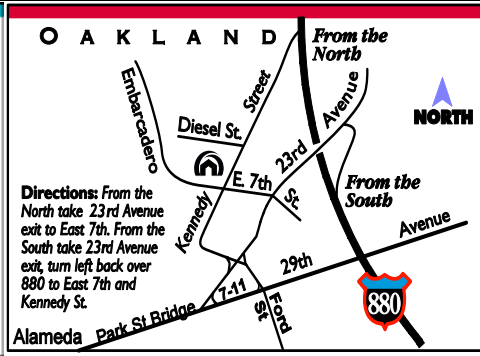 OAKLAND
From the
North
Embarcadero
Street
Avenue
Diesel St.
NORTH
23rd
E. 7th
St.
From the
South
Directions: From the
North take 23rd Avenue
exit to East 7th. From the
South take 23rd Avenue
exit, turn left back over
880 to East 7th and
Kennedy St.
Kennedy
Avenue
29th
7-11
Ford
St
880
Park St Bridge
Alameda